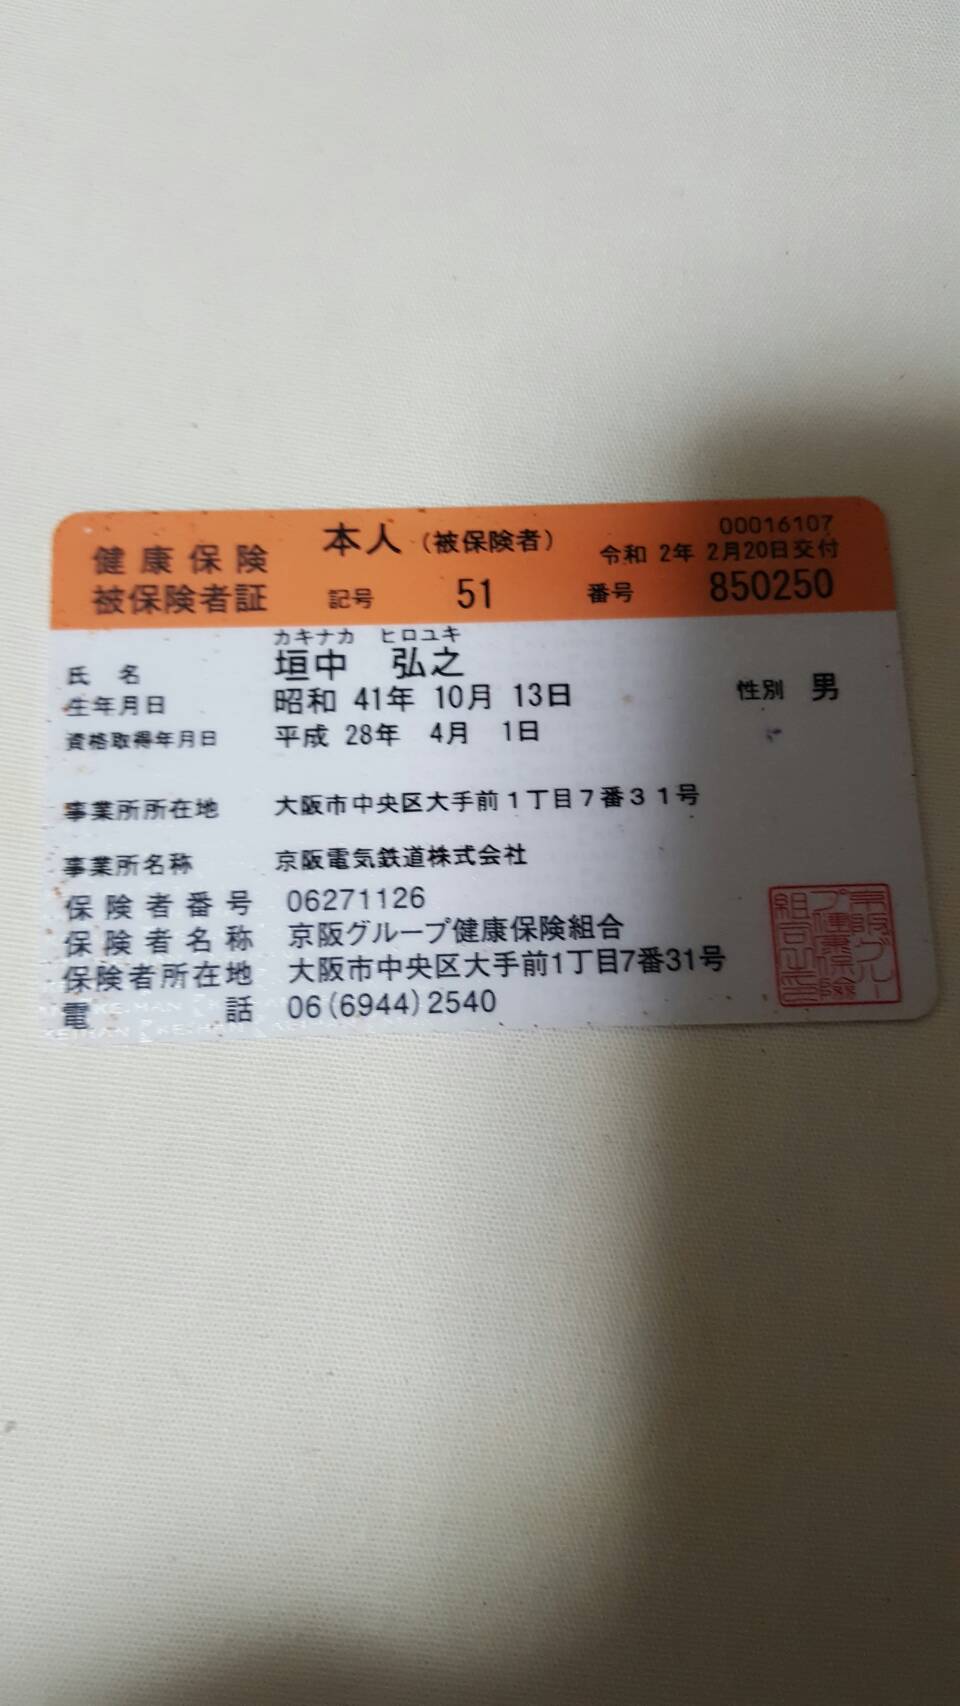 健康保険
被保険者証
本人（被保険者）
00016107
令和 2年 2月20日交付
記号 51 番号 850250
カキナカ ヒロユキ
氏名 垣中 弘之
生年月日 昭和 41年 10月 13日 性別 男
資格取得年月日 平成 28年 4月 1日
事業所所在地 大阪市中央区大手前１丁目７番３１号
事業所名称 京阪電気鉄道株式会社
保険者番号 06271126
保険者名称 京阪グループ健康保険組合
保険者所在地 大阪市中央区大手前1丁目7番31号
電話 06(6944)2540